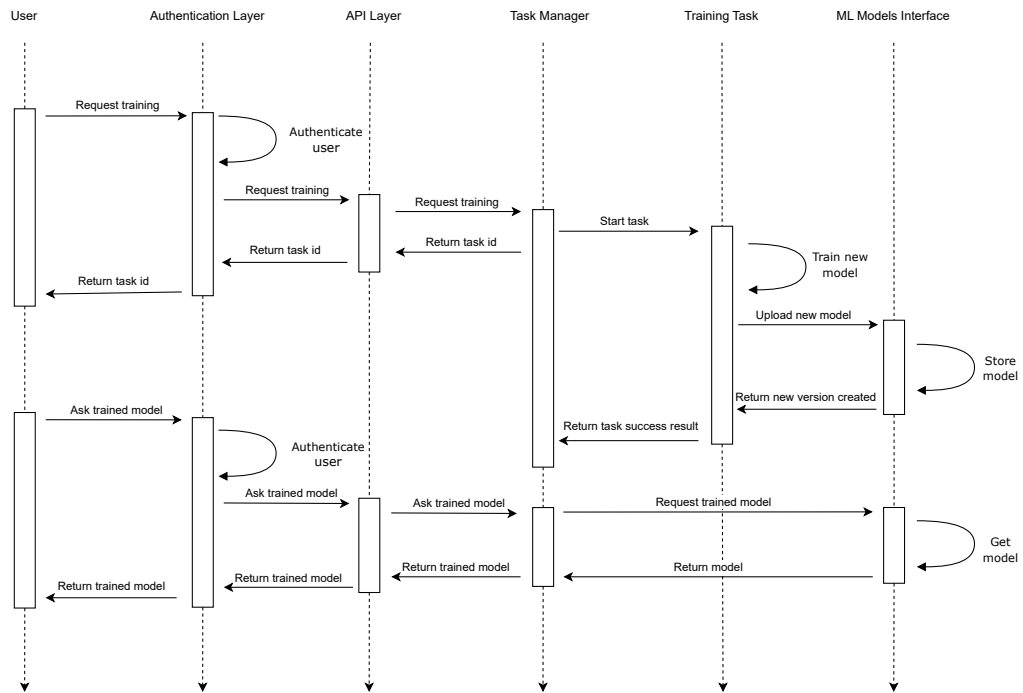 User
Authentication Layer
API Layer
Task Manager
Training Task
ML Models Interface
Request training
Authenticate
user
Request training
Request training
Start task
Return task id
Return task id
Return task id
Train new
model
Upload new model
Store
model
Return new version created
Return task success result
Ask trained model
Authenticate
user
Ask trained model
Ask trained model
Request trained model
Get
model
Return model
Return trained model
Return trained model
Return trained model